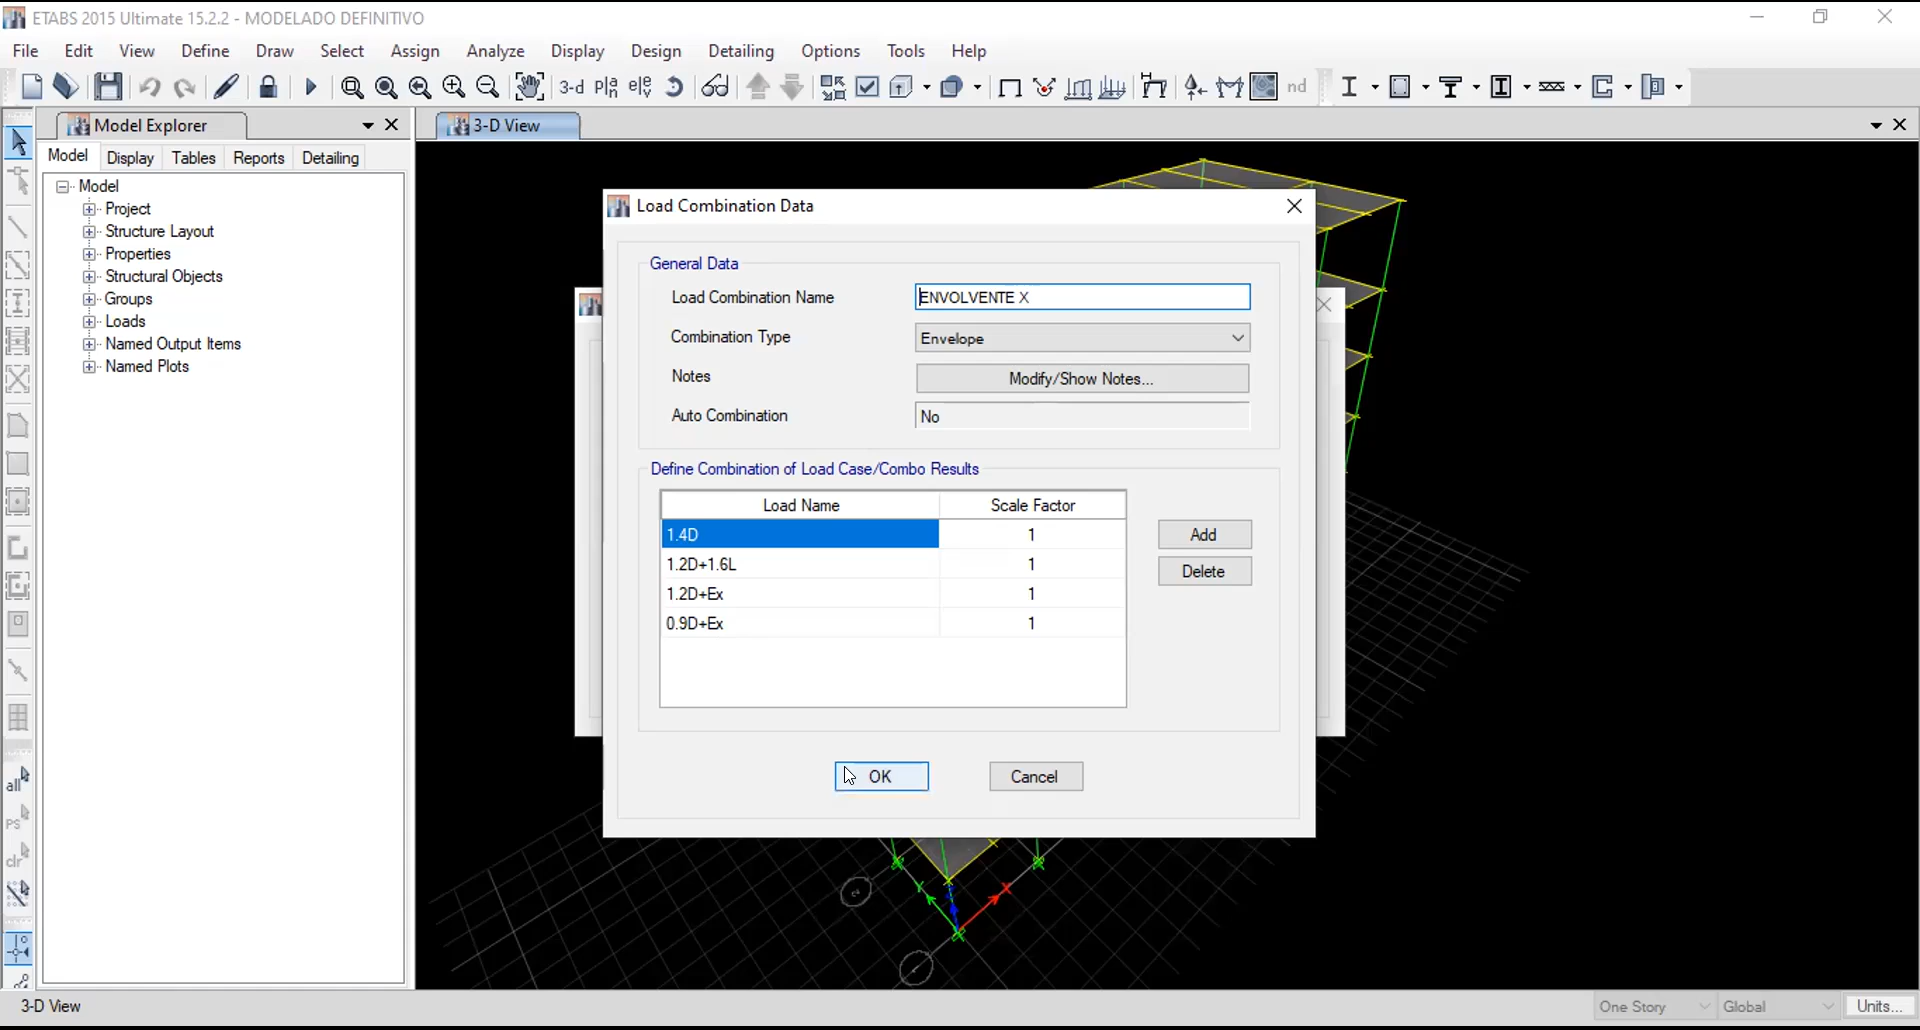 ETABS 2015 Ultimate 15.2.2 - MODELADO DEFINITIVO
File Edit View Define Draw Select Assign Analyze Display Design Detailing Options Tools Help
3-d nd
Model Explorer
3-D View
Model Display Tables Reports Detailing
Model
Project
Structure Layout
Properties
Structural Objects
Groups
Loads
Named Output Items
Named Plots
all
ps
clr
Load Combination Data
General Data
Load Combination Name ENVOLVENTE X
Combination Type Envelope
Notes Modify/Show Notes...
Auto Combination No
Define Combination of Load Case/Combo Results
Load Name Scale Factor
1.4D 1
1.2D+1.6L 1
1.2D+Ex 1
0.9D+Ex 1
Add
Delete
OK Cancel
X
Y
3-D View One Story Global Units...